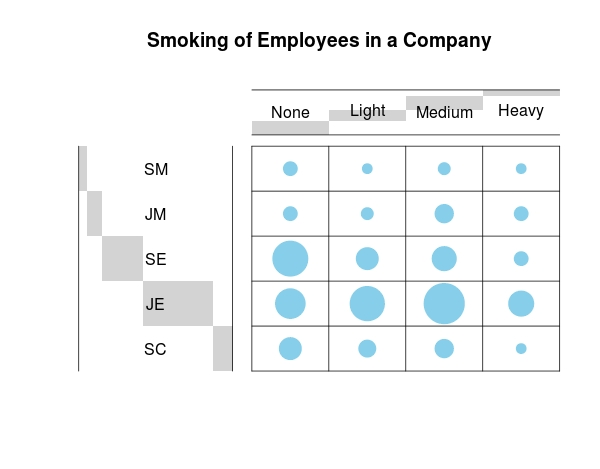 Smoking of Employees in a Company
None Light Medium Heavy
SM
JM
SE
JE
SC